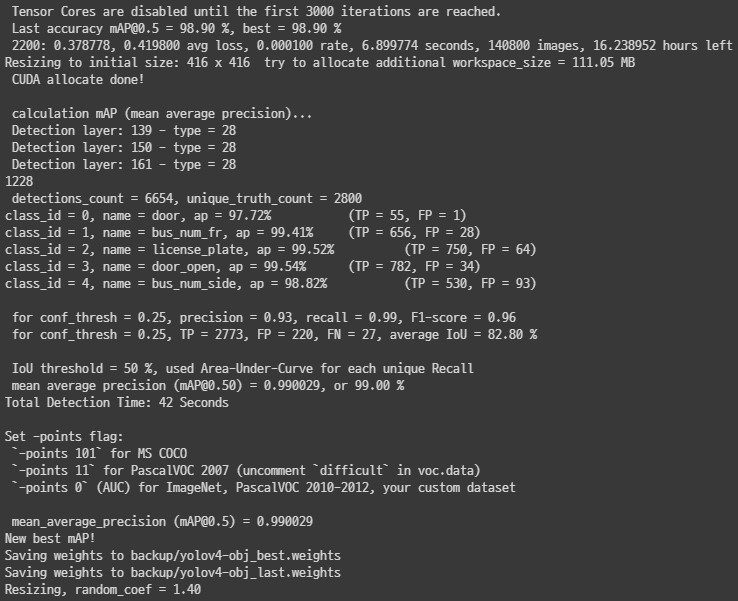 Tensor Cores are disabled until the first 3000 iterations are reached.
Last accuracy mAP@0.5 = 98.90 %, best = 98.90 %
2200: 0.378778, 0.419800 avg loss, 0.000100 rate, 6.899774 seconds, 140800 images, 16.238952 hours left
Resizing to initial size: 416 x 416  try to allocate additional workspace_size = 111.05 MB
CUDA allocate done!
calculation mAP (mean average precision)...
Detection layer: 139 - type = 28
Detection layer: 150 - type = 28
Detection layer: 161 - type = 28
1228
detections_count = 6654, unique_truth_count = 2800
class_id = 0, name = door, ap = 97.72% (TP = 55, FP = 1)
class_id = 1, name = bus_num_fr, ap = 99.41% (TP = 656, FP = 28)
class_id = 2, name = license_plate, ap = 99.52% (TP = 750, FP = 64)
class_id = 3, name = door_open, ap = 99.54% (TP = 782, FP = 34)
class_id = 4, name = bus_num_side, ap = 98.82% (TP = 530, FP = 93)
for conf_thresh = 0.25, precision = 0.93, recall = 0.99, F1-score = 0.96
for conf_thresh = 0.25, TP = 2773, FP = 220, FN = 27, average IoU = 82.80 %
IoU threshold = 50 %, used Area-Under-Curve for each unique Recall
mean average precision (mAP@0.50) = 0.990029, or 99.00 %
Total Detection Time: 42 Seconds
Set -points flag:
`-points 101` for MS COCO
`-points 11` for PascalVOC 2007 (uncomment `difficult` in voc.data)
`-points 0` (AUC) for ImageNet, PascalVOC 2010-2012, your custom dataset
mean_average_precision (mAP@0.5) = 0.990029
New best mAP!
Saving weights to backup/yolov4-obj_best.weights
Saving weights to backup/yolov4-obj_last.weights
Resizing, random_coef = 1.40